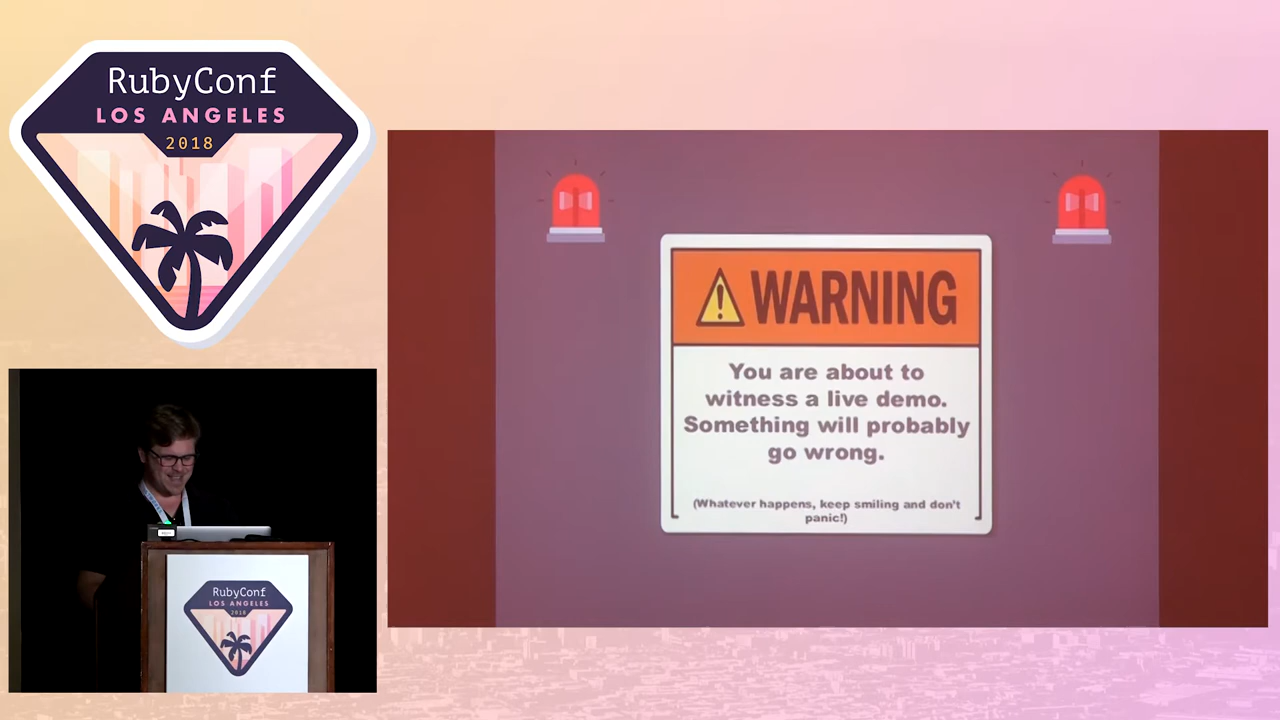 RubyConf
LOS ANGELES
2018
WARNING
You are about to
witness a live demo.
Something will probably
go wrong.
(Whatever happens, keep smiling and don't
panic!)
RubyConf
LOS ANGELES
2018